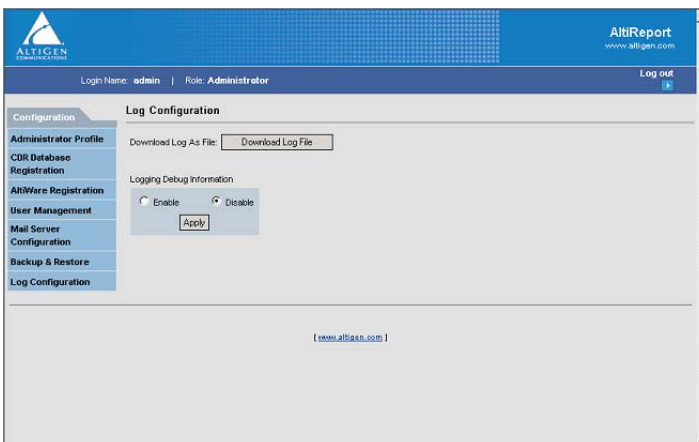 ALTIGEN
COMMUNICATIONS
AltiReport
www.altigen.com
Login Name: admin | Role: Administrator
Log out
Configuration
Administrator Profile
CDR Database
Registration
AltiWare Registration
User Management
Mail Server
Configuration
Backup & Restore
Log Configuration
Log Configuration
Download Log As File: Download Log File
Logging Debug Information
Enable Disable
Apply
[ www.altigen.com ]